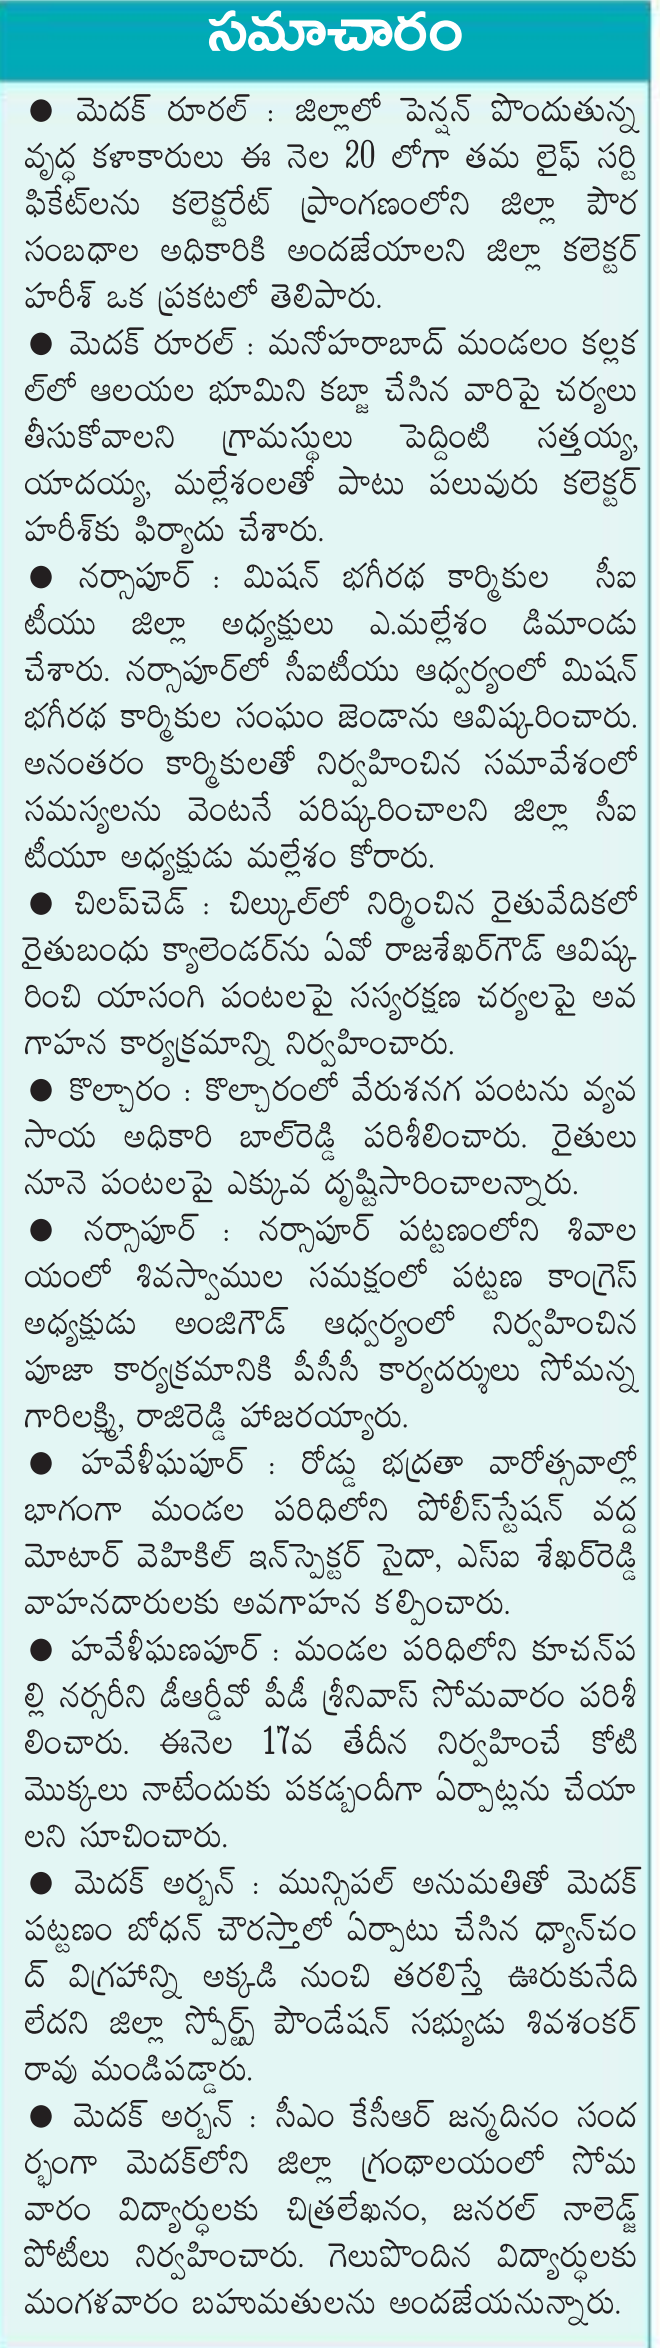 సమాచారం
● మెదక్ రూరల్ : జిల్లాలో పెన్షన్ పొందుతున్న
వృద్ధ కళాకారులు ఈ నెల 20 లోగా తమ లైఫ్ సర్టి
ఫికేట్‌లను కలెక్టరేట్ ప్రాంగణంలోని జిల్లా పౌర
సంబధాల అధికారికి అందజేయాలని జిల్లా కలెక్టర్
హరీశ్ ఒక ప్రకటలో తెలిపారు.
● మెదక్ రూరల్ : మనోహరాబాద్ మండలం కల్లక
ల్‌లో ఆలయల భూమిని కబ్జా చేసిన వారిపై చర్యలు
తీసుకోవాలని గ్రామస్థులు పెద్దింటి సత్తయ్య,
యాదయ్య, మల్లేశంలతో పాటు పలువురు కలెక్టర్
హరీశ్‌కు ఫిర్యాదు చేశారు.
● నర్సాపూర్ : మిషన్ భగీరథ కార్మికుల సీఐ
టీయు జిల్లా అధ్యక్షులు ఎ.మల్లేశం డిమాండు
చేశారు. నర్సాపూర్‌లో సీఐటీయు ఆధ్వర్యంలో మిషన్
భగీరథ కార్మికుల సంఘం జెండాను ఆవిష్కరించారు.
అనంతరం కార్మికులతో నిర్వహించిన సమావేశంలో
సమస్యలను వెంటనే పరిష్కరించాలని జిల్లా సీఐ
టీయూ అధ్యక్షుడు మల్లేశం కోరారు.
● చిలప్‌చెడ్ : చిల్కుల్‌లో నిర్మించిన రైతువేదికలో
రైతుబంధు క్యాలెండర్‌ను ఏవో రాజశేఖర్‌గౌడ్ ఆవిష్క
రించి యాసంగి పంటలపై సస్యరక్షణ చర్యలపై అవ
గాహన కార్యక్రమాన్ని నిర్వహించారు.
● కొల్చారం : కొల్చారంలో వేరుశనగ పంటను వ్యవ
సాయ అధికారి బాల్‌రెడ్డి పరిశీలించారు. రైతులు
నూనె పంటలపై ఎక్కువ దృష్టిసారించాలన్నారు.
● నర్సాపూర్ : నర్సాపూర్ పట్టణంలోని శివాల
యంలో శివస్వాముల సమక్షంలో పట్టణ కాంగ్రెస్
అధ్యక్షుడు అంజిగౌడ్ ఆధ్వర్యంలో నిర్వహించిన
పూజా కార్యక్రమానికి పీసీసీ కార్యదర్శులు సోమన్న
గారిలక్ష్మి, రాజిరెడ్డి హాజరయ్యారు.
● హవేళీఘపూర్ : రోడ్డు భద్రతా వారోత్సవాల్లో
భాగంగా మండల పరిధిలోని పోలీస్‌స్టేషన్ వద్ద
మోటార్ వెహికిల్ ఇన్‌స్పెక్టర్ సైదా, ఎస్ఐ శేఖర్‌రెడ్డి
వాహనదారులకు అవగాహన కల్పించారు.
● హవేళీఘణపూర్ : మండల పరిధిలోని కూచన్‌ప
ల్లి నర్సరీని డీఆర్డీవో పీడీ శ్రీనివాస్ సోమవారం పరిశీ
లించారు. ఈనెల 17వ తేదీన నిర్వహించే కోటి
మొక్కలు నాటేందుకు పకడ్బందీగా ఏర్పాట్లను చేయా
లని సూచించారు.
● మెదక్ అర్బన్ : మున్సిపల్ అనుమతితో మెదక్
పట్టణం బోధన్ చౌరస్తాలో ఏర్పాటు చేసిన ధ్యాన్‌చం
ద్ విగ్రహాన్ని అక్కడి నుంచి తరలిస్తే ఊరుకునేది
లేదని జిల్లా స్పోర్ట్స్ పౌండేషన్ సభ్యుడు శివశంకర్
రావు మండిపడ్డారు.
● మెదక్ అర్బన్ : సీఎం కేసీఆర్ జన్మదినం సంద
ర్భంగా మెదక్‌లోని జిల్లా గ్రంథాలయంలో సోమ
వారం విద్యార్థులకు చిత్రలేఖనం, జనరల్ నాలెడ్జ్
పోటీలు నిర్వహించారు. గెలుపొందిన విద్యార్థులకు
మంగళవారం బహుమతులను అందజేయనున్నారు.